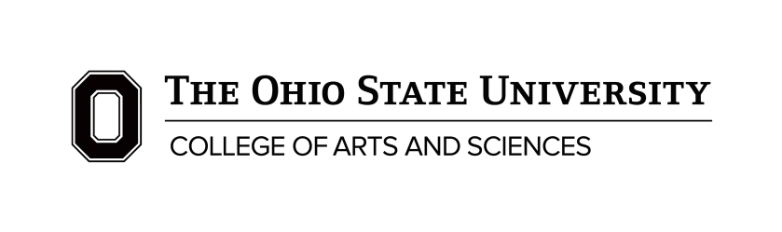 THE OHIO STATE UNIVERSITY
COLLEGE OF ARTS AND SCIENCES